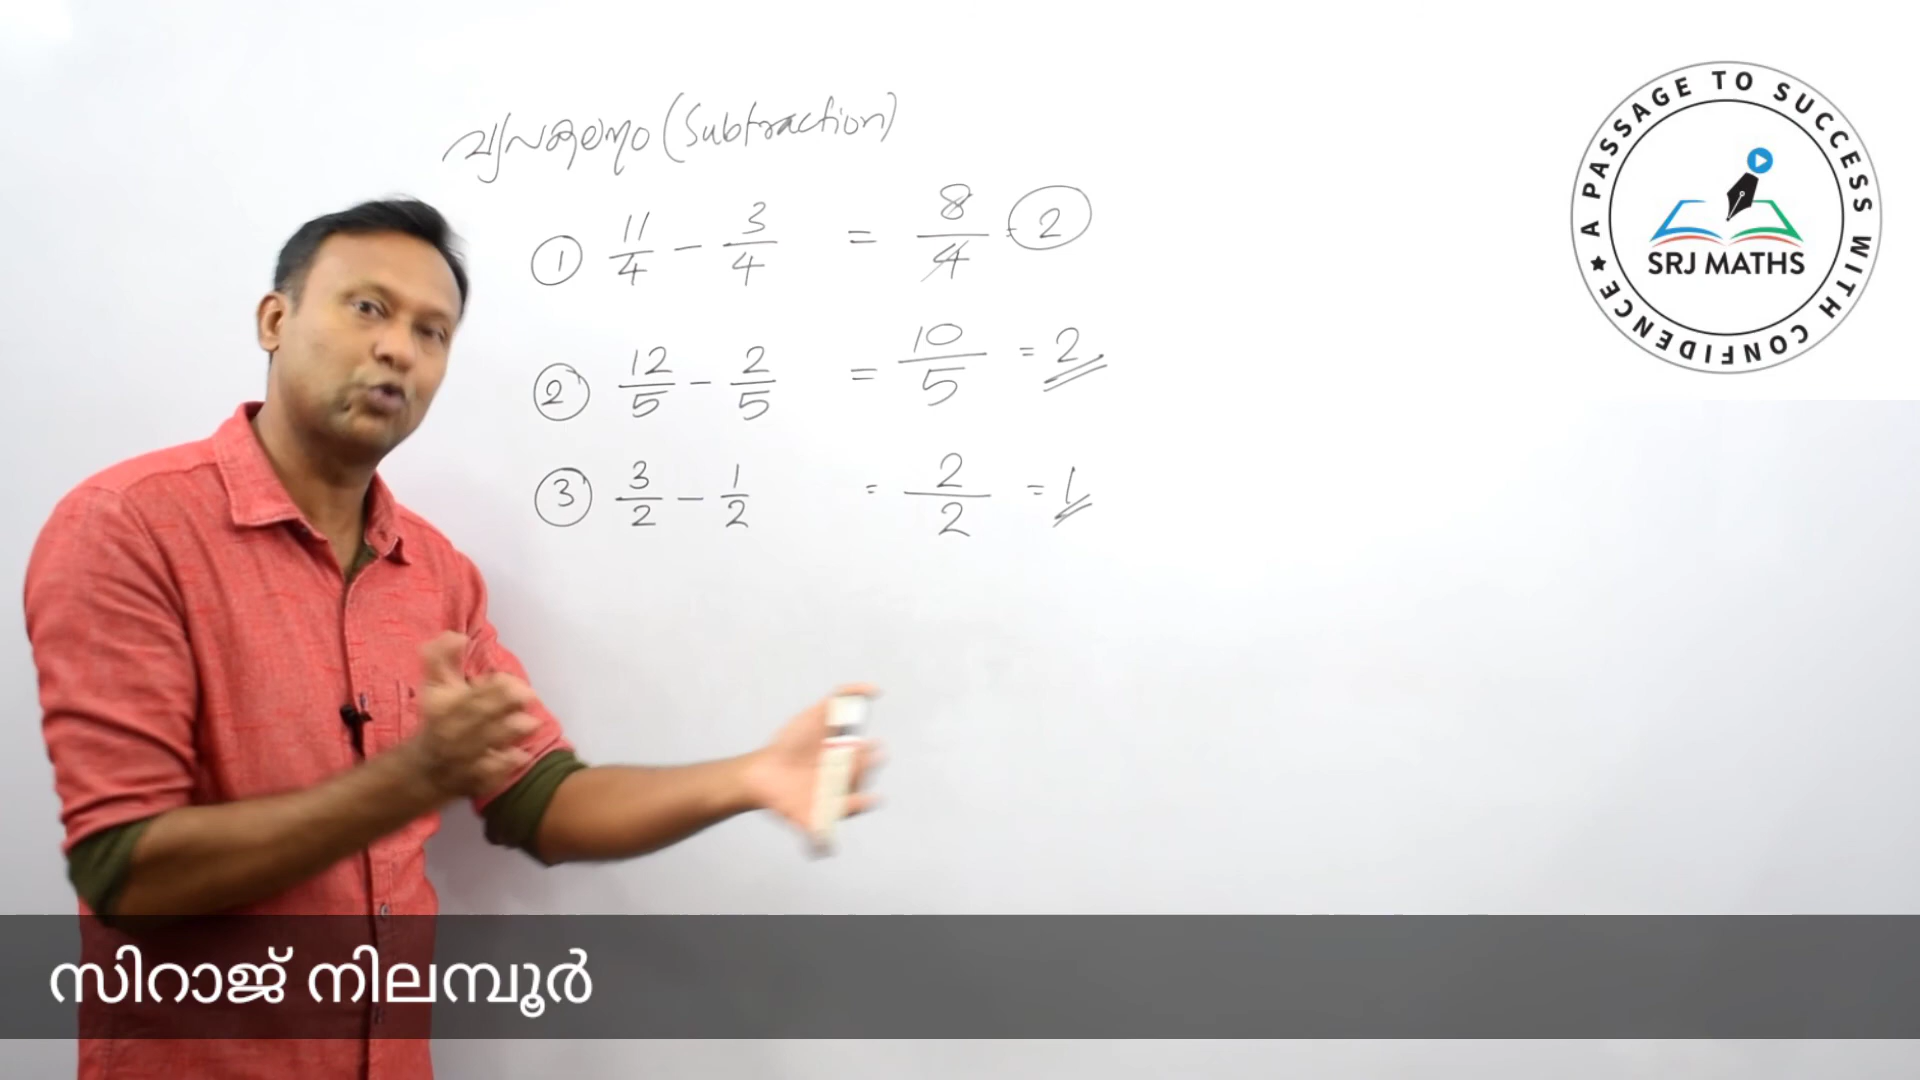 വ്യവകലനം (Subtraction)
① 11/4 - 3/4 = 8/4 = 2
② 12/5 - 2/5 = 10/5 = 2
③ 3/2 - 1/2 = 2/2 = 1
A PASSAGE TO SUCCESS WITH CONFIDENCE
SRJ MATHS
സിറാജ് നിലമ്പൂർ